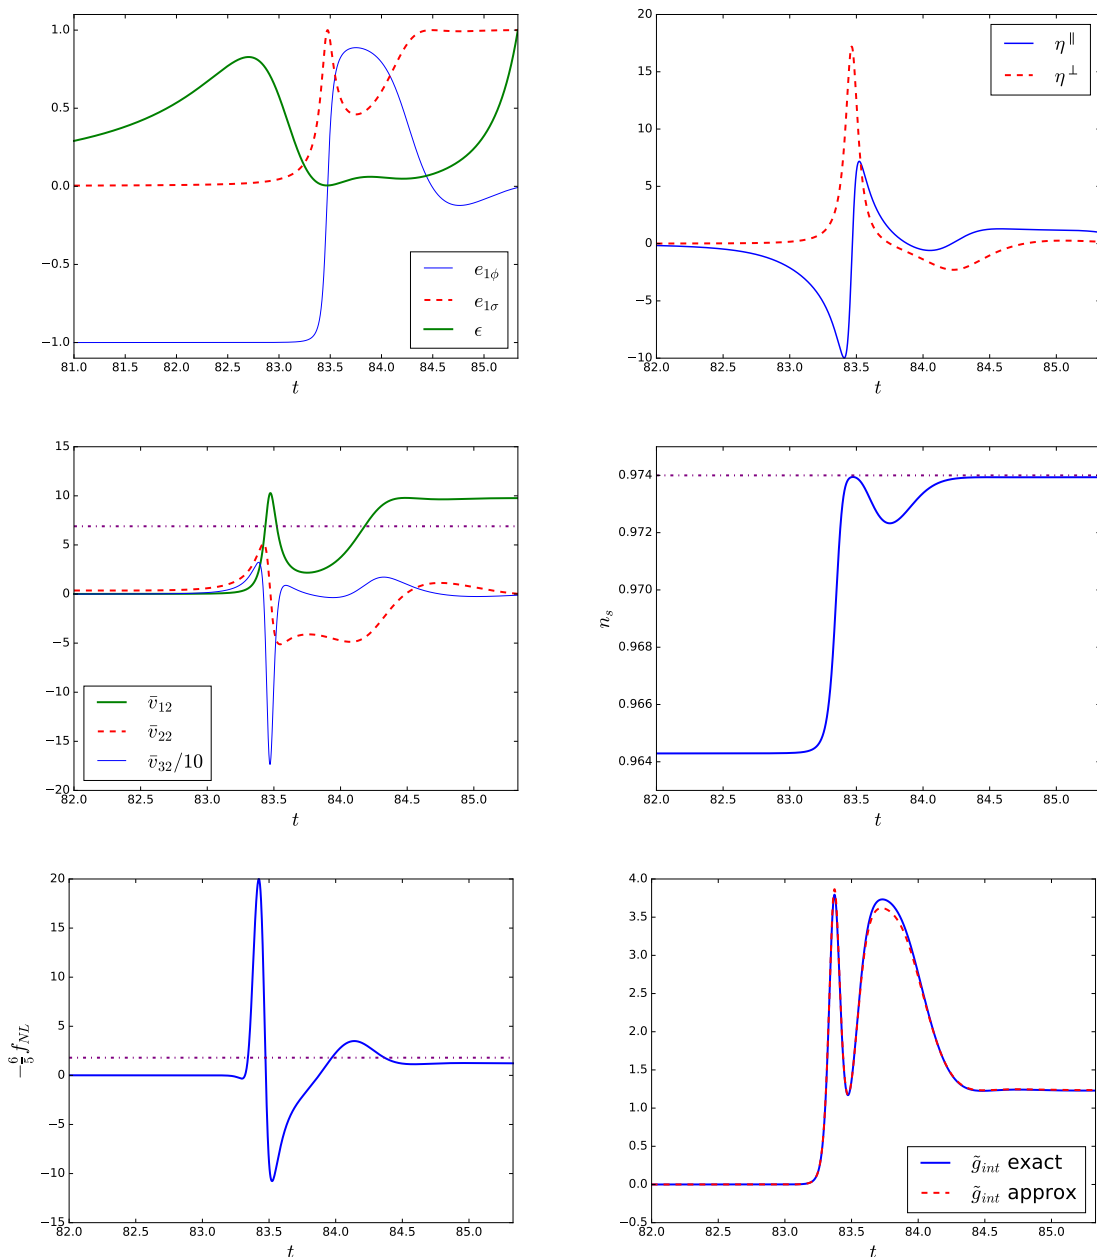 1.0
0.5
0.0
−0.5
−1.0
e1ϕ
e1σ
ϵ
81.0 81.5 82.0 82.5 83.0 83.5 84.0 84.5 85.0
t
20
15
10
5
0
−5
−10
η∥
η⊥
82.0 82.5 83.0 83.5 84.0 84.5 85.0
t
15
10
5
0
−5
−10
−15
−20
v̄12
v̄22
v̄32/10
82.0 82.5 83.0 83.5 84.0 84.5 85.0
t
0.974
0.972
0.970
0.968
0.966
0.964
ns
82.0 82.5 83.0 83.5 84.0 84.5 85.0
t
20
15
10
5
0
−5
−10
−15
−6/5 fNL
82.0 82.5 83.0 83.5 84.0 84.5 85.0
t
4.0
3.5
3.0
2.5
2.0
1.5
1.0
0.5
0.0
−0.5
g̃int exact
g̃int approx
82.0 82.5 83.0 83.5 84.0 84.5 85.0
t